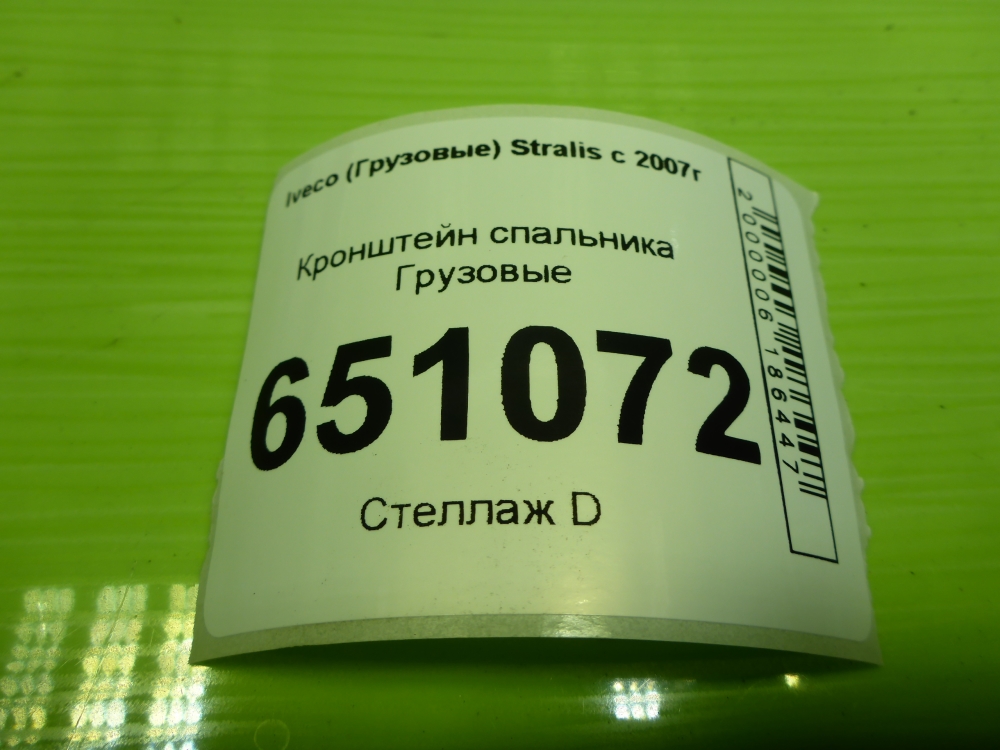 Iveco (Грузовые) Stralis с 2007г
Кронштейн спальника
Грузовые
651072
Стеллаж D
2000006186447